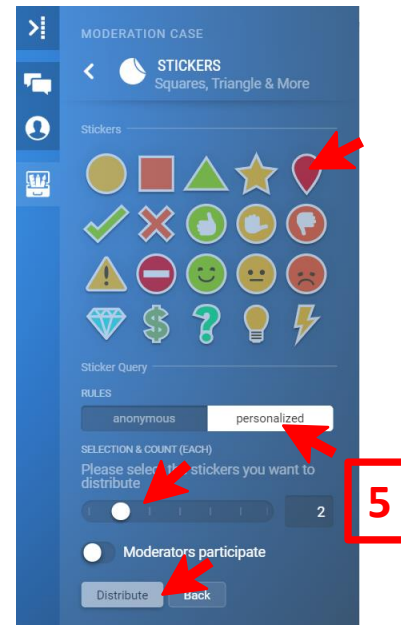 MODERATION CASE
STICKERS
Squares, Triangle & More
Stickers
Sticker Query
RULES
anonymous personalized
SELECTION & COUNT (EACH)
Please select the stickers you want to
distribute
2
5
Moderators participate
Distribute Back